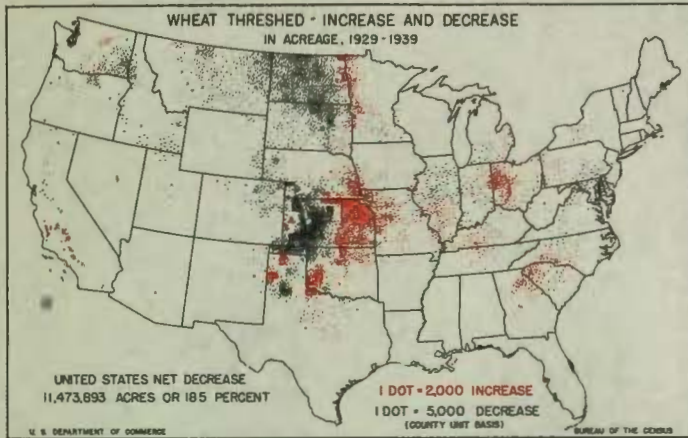 WHEAT THRESHED - INCREASE AND DECREASE
IN ACREAGE, 1929-1939
UNITED STATES NET DECREASE
11,473,893 ACRES OR 18.5 PERCENT
1 DOT = 2,000 INCREASE
1 DOT = 5,000 DECREASE
(COUNTY UNIT BASIS)
U. S. DEPARTMENT OF COMMERCE
BUREAU OF THE CENSUS